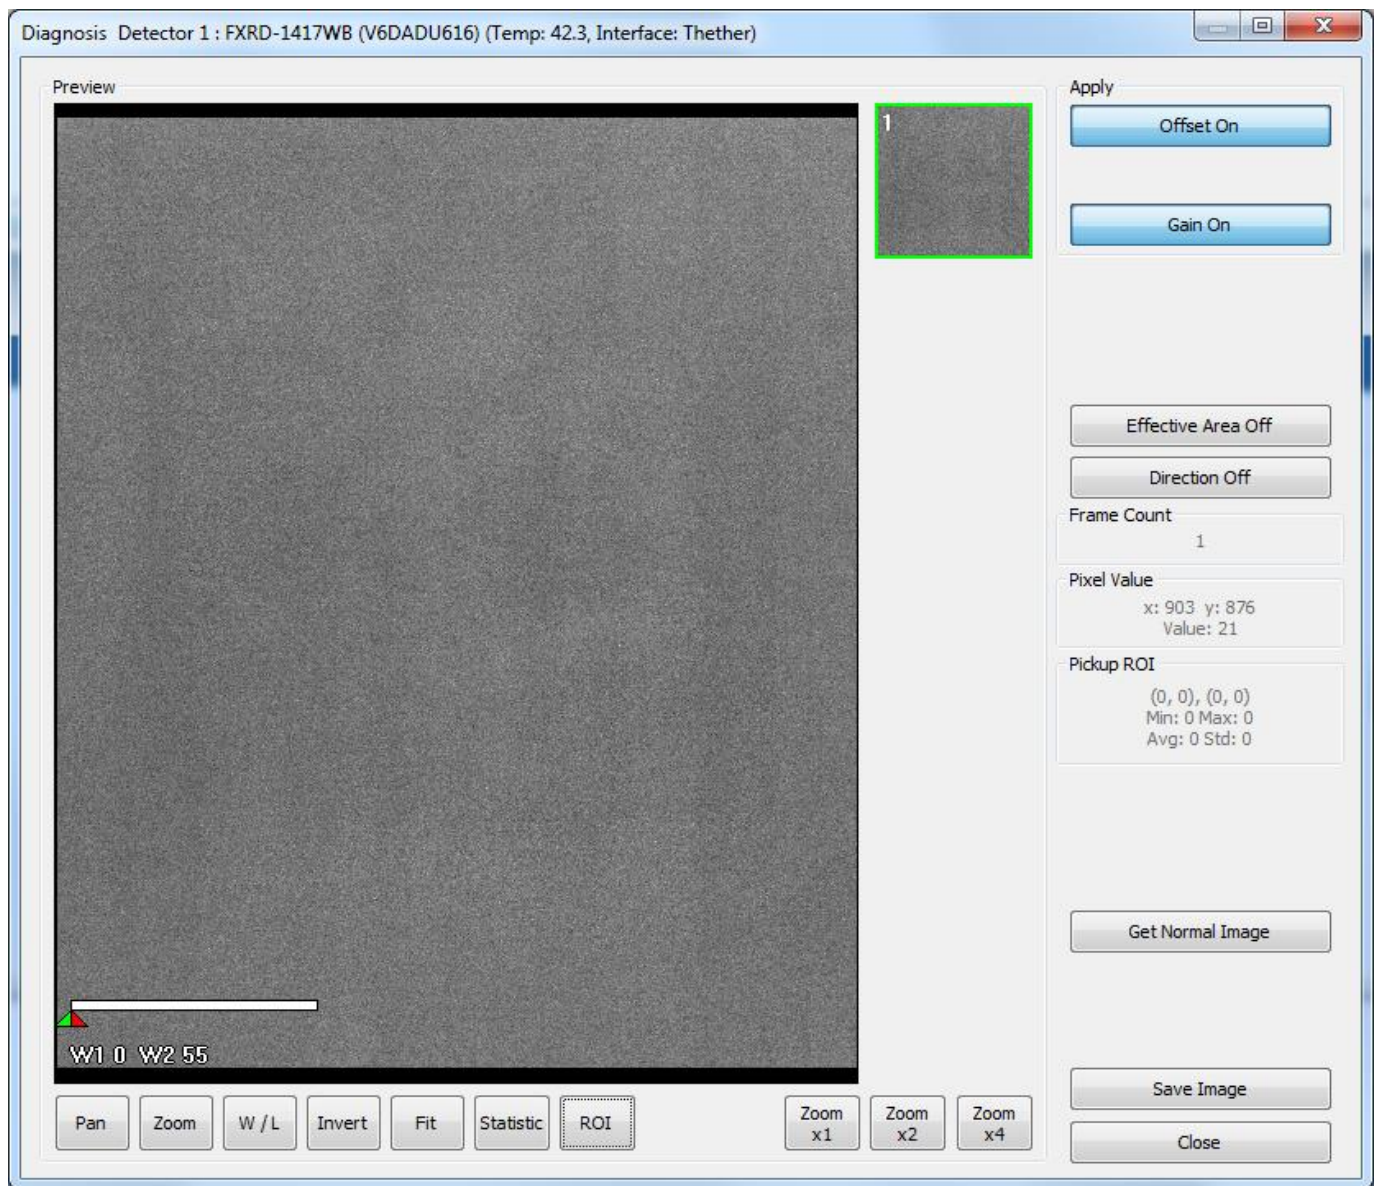 Diagnosis Detector 1 : FXRD-1417WB (V6DADU616) (Temp: 42.3, Interface: Thether)
Preview
1
W1 0 W2 55
Pan
Zoom
W / L
Invert
Fit
Statistic
ROI
Zoom
x1
Zoom
x2
Zoom
x4
Apply
Offset On
Gain On
Effective Area Off
Direction Off
Frame Count
1
Pixel Value
x: 903 y: 876
Value: 21
Pickup ROI
(0, 0), (0, 0)
Min: 0 Max: 0
Avg: 0 Std: 0
Get Normal Image
Save Image
Close